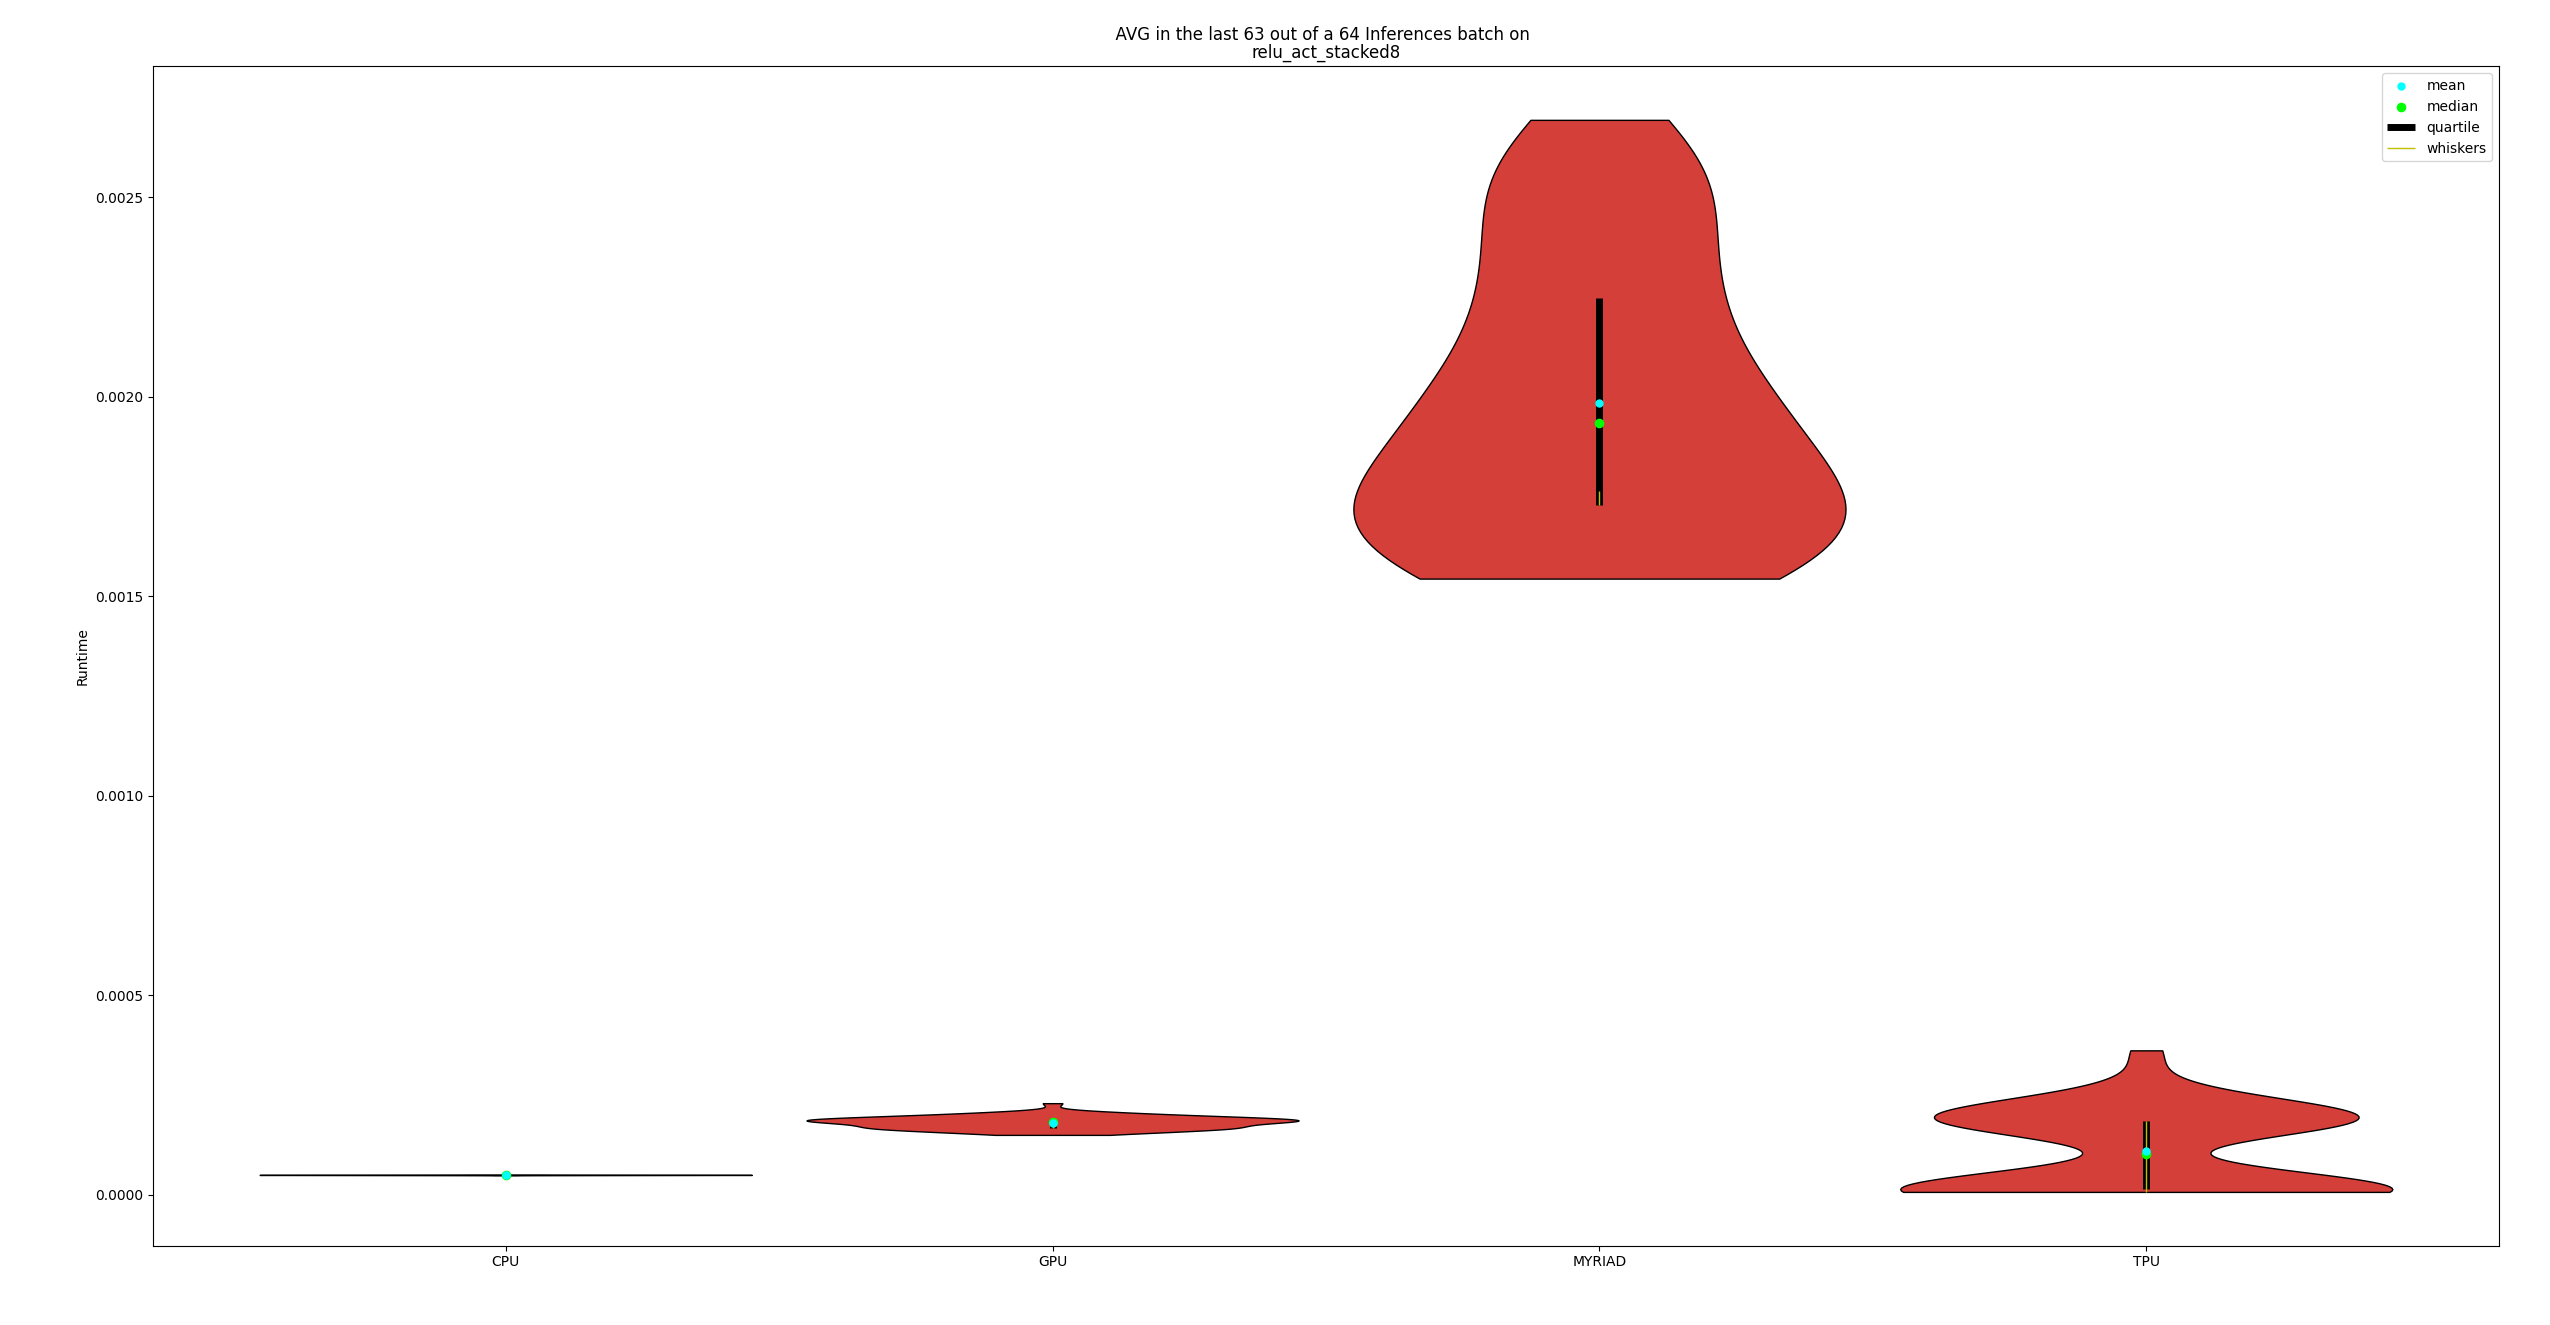 AVG in the last 63 out of a 64 Inferences batch on
relu_act_stacked8
mean
median
quartile
whiskers
0.0025
0.0020
0.0015
0.0010
0.0005
0.0000
Runtime
CPU
GPU
MYRIAD
TPU